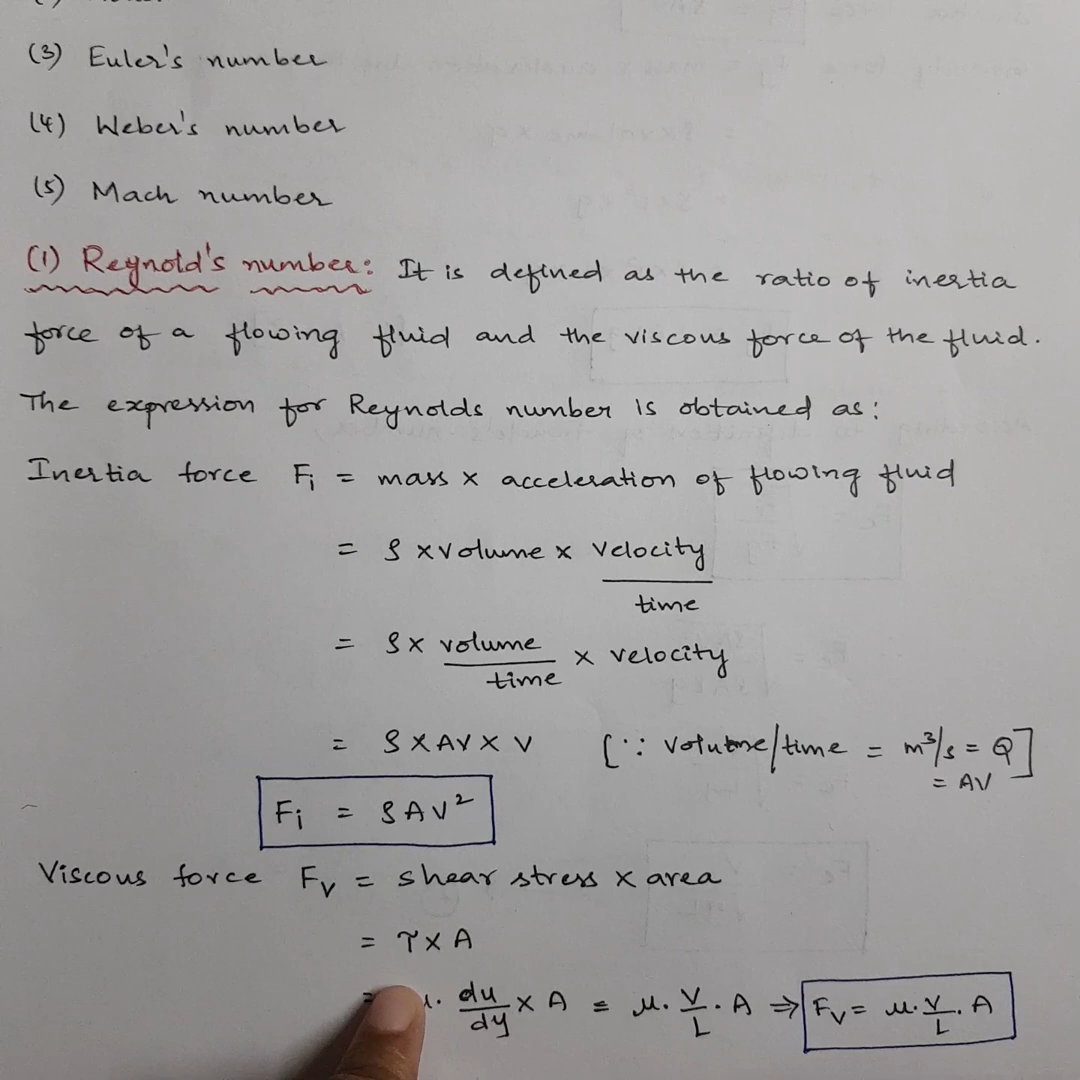 (3) Euler's number
(4) Weber's number
(5) Mach number
(1) Reynold's number: It is defined as the ratio of inertia
force of a flowing fluid and the viscous force of the fluid.
The expression for Reynolds number is obtained as:
Inertia force Fi = mass x acceleration of flowing fluid
= ρ x volume x velocity/time
= ρ x volume/time x velocity
= ρ x AV x V [∵ volume/time = m³/s = Q]
= AV
Fi = ρAV²
Viscous force Fv = shear stress x area
= τ x A
= μ. du/dy x A = μ. V/L . A ⇒ Fv = μ. V/L . A